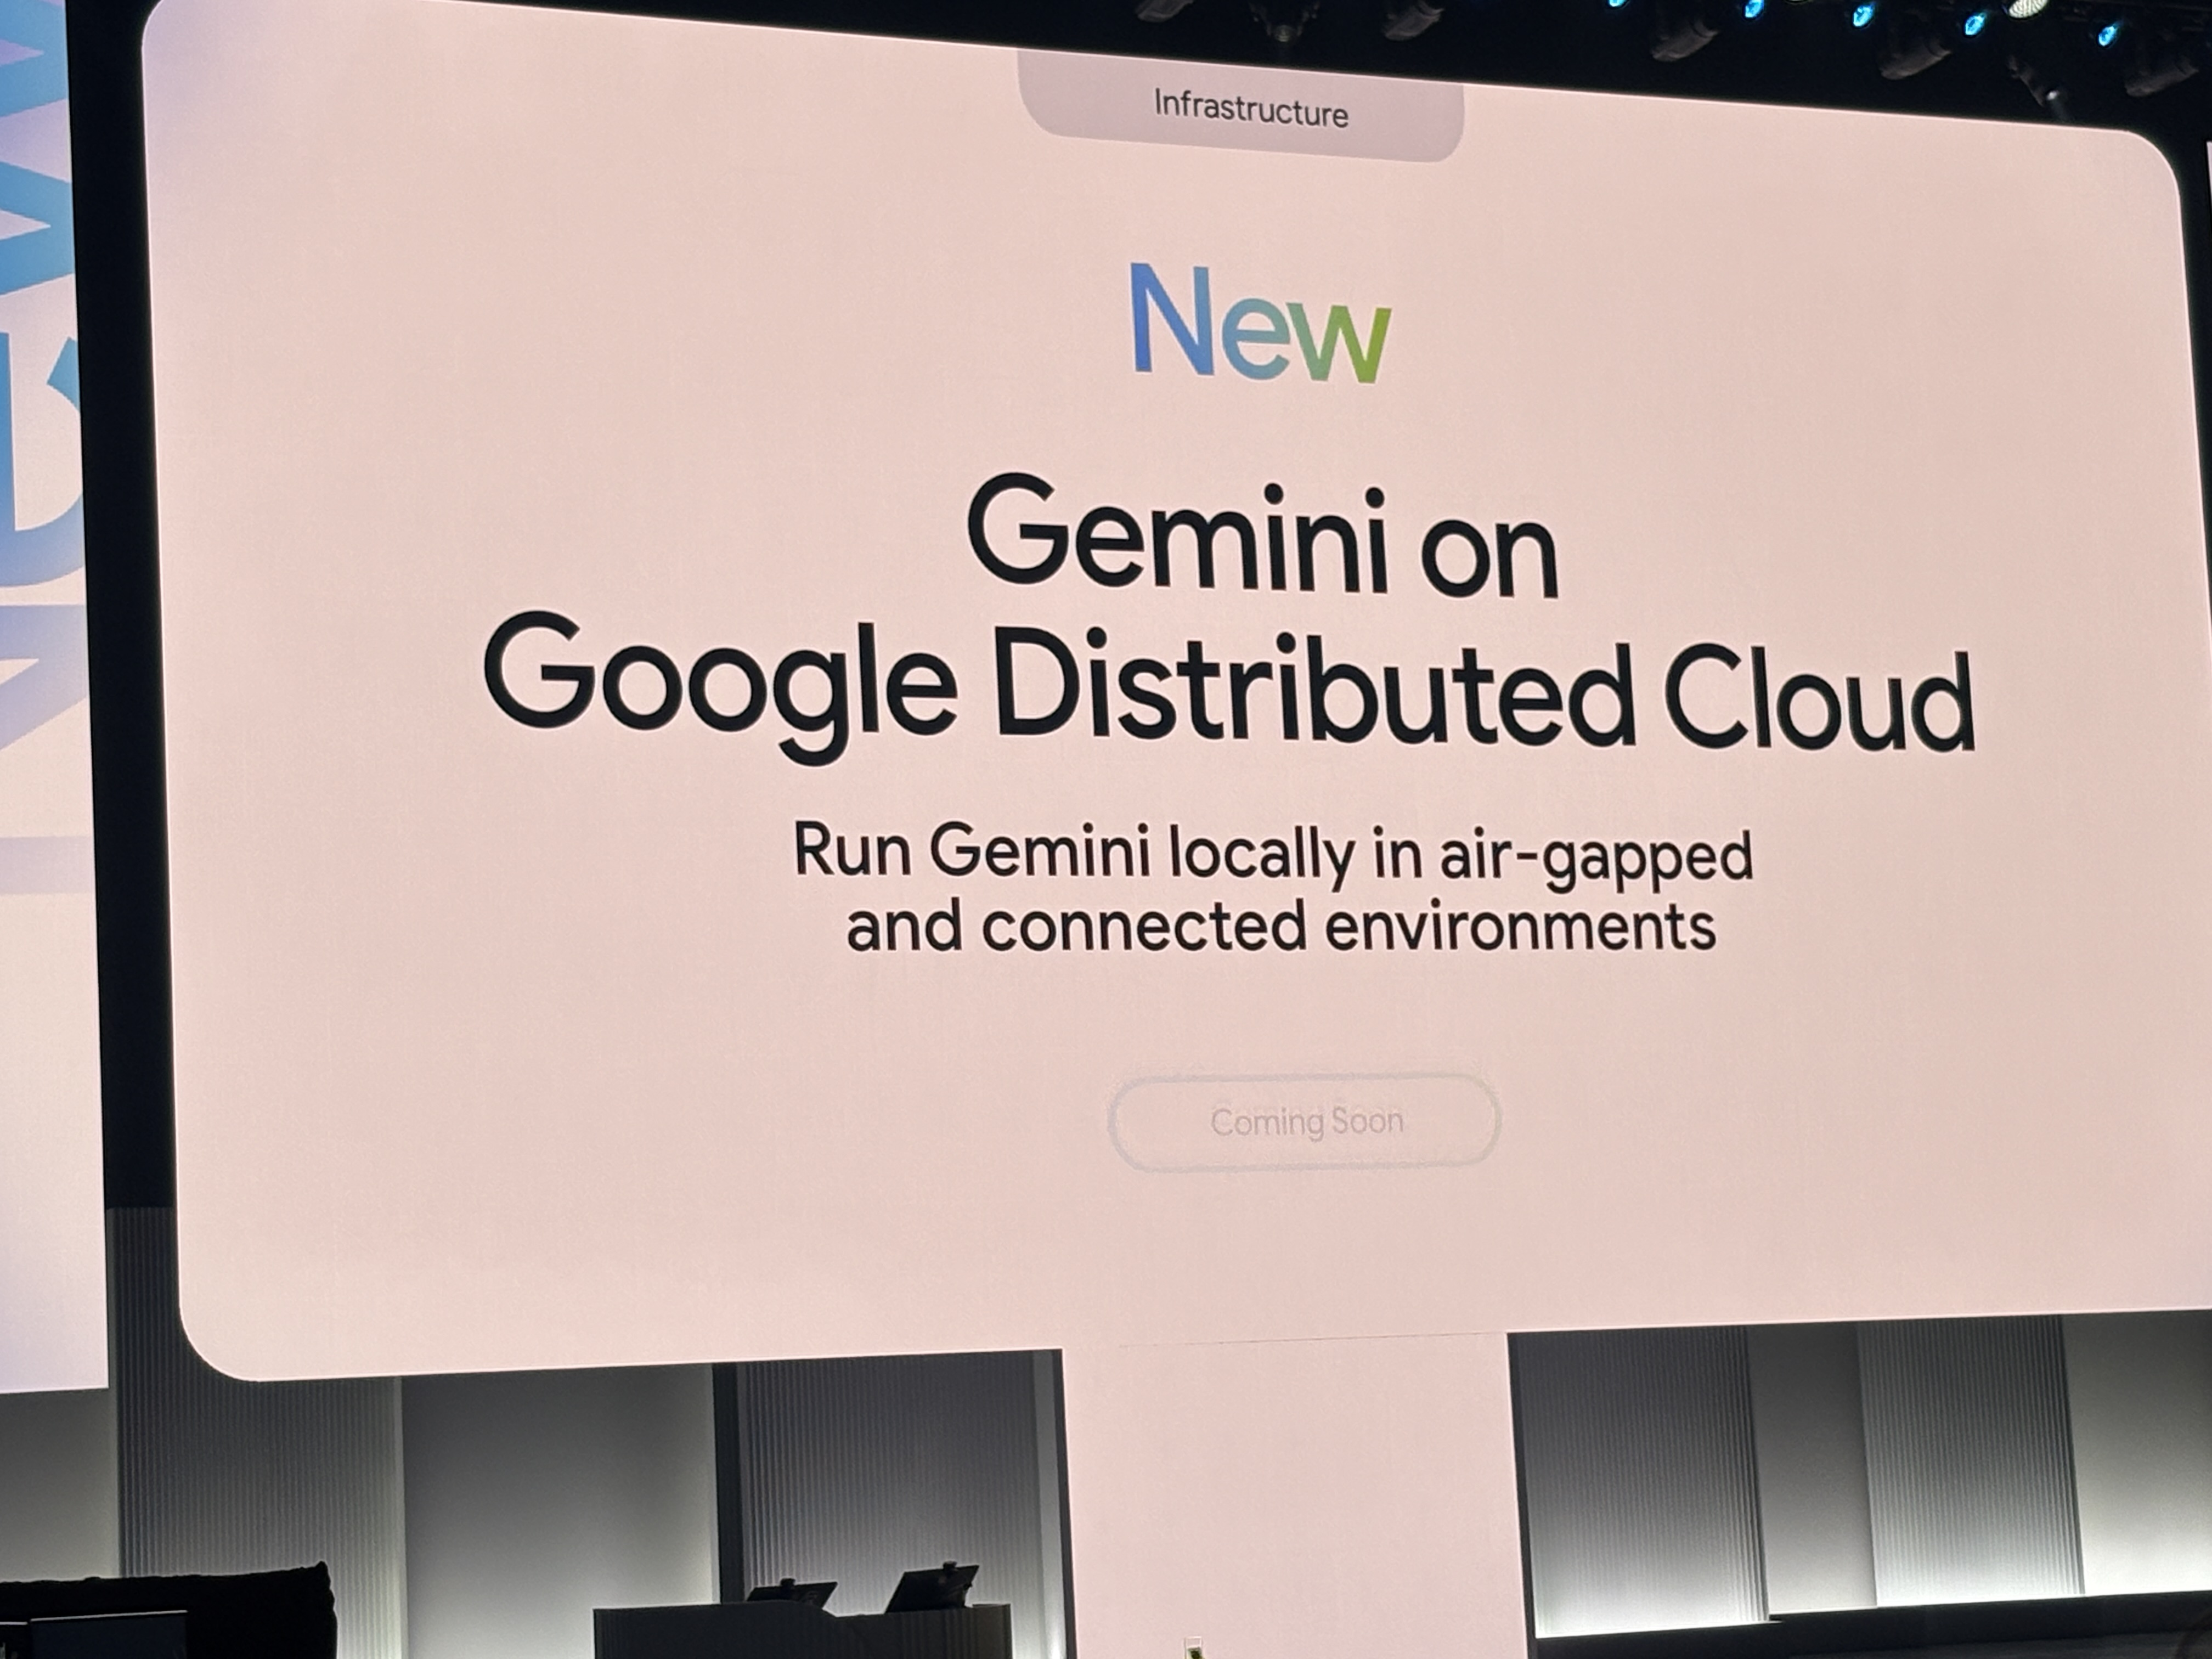 Infrastructure
New
Gemini on
Google Distributed Cloud
Run Gemini locally in air-gapped
and connected environments
Coming Soon